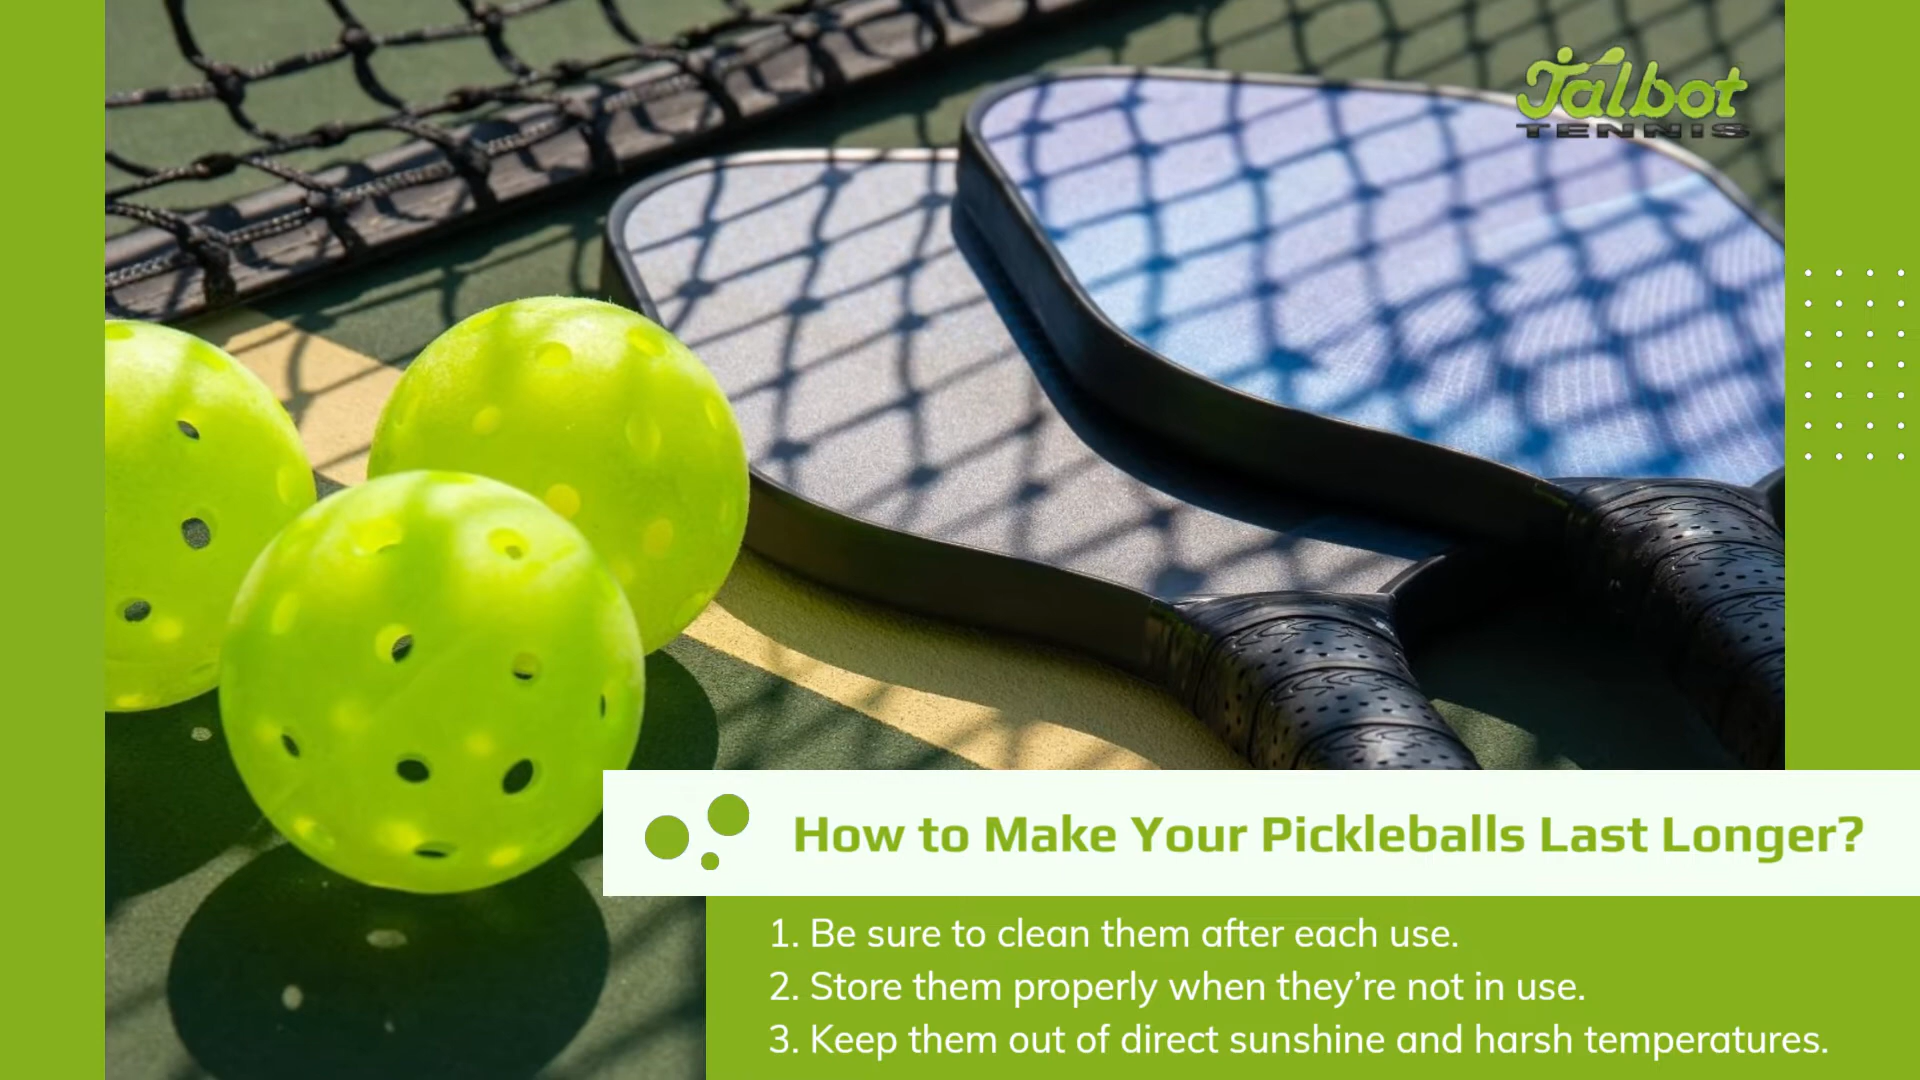 Talbot
TENNIS
How to Make Your Pickleballs Last Longer?
1. Be sure to clean them after each use.
2. Store them properly when they’re not in use.
3. Keep them out of direct sunshine and harsh temperatures.